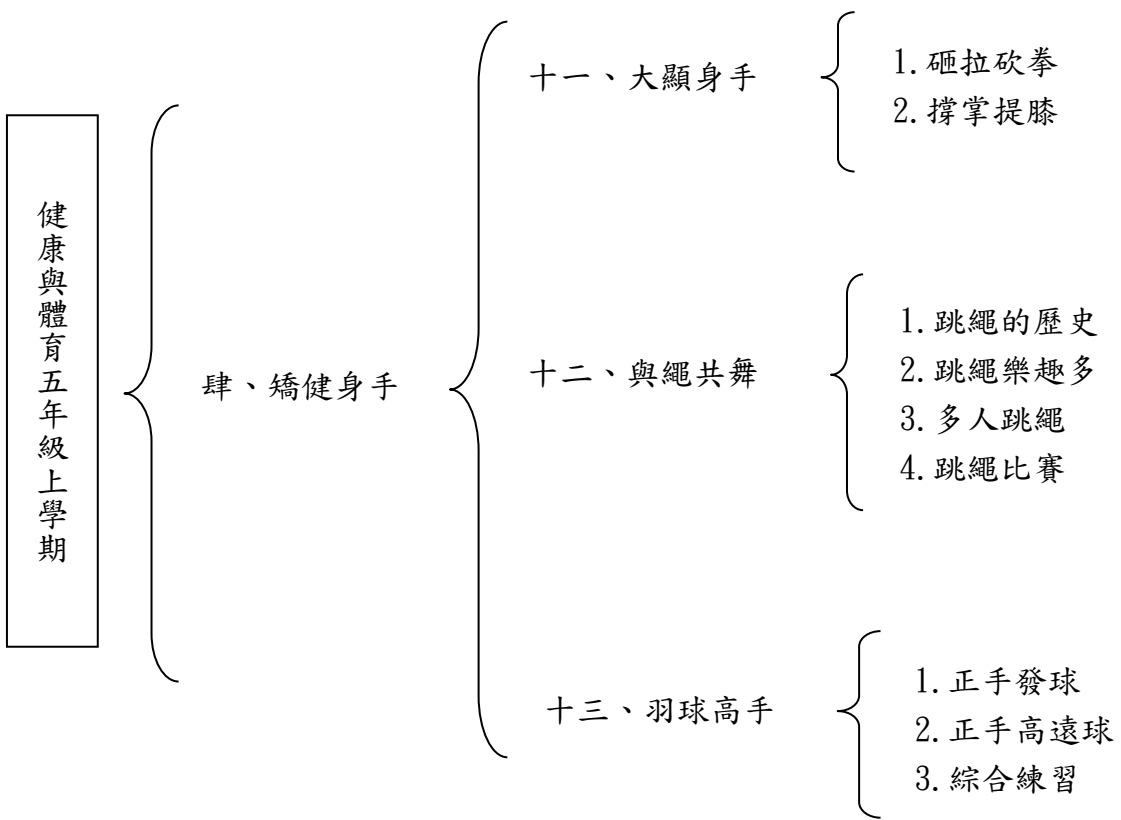 健康與體育五年級上學期
肆、矯健身手
十一、大顯身手
1.砸拉砍拳
2.撐掌提膝
十二、與繩共舞
1.跳繩的歷史
2.跳繩樂趣多
3.多人跳繩
4.跳繩比賽
十三、羽球高手
1.正手發球
2.正手高遠球
3.綜合練習